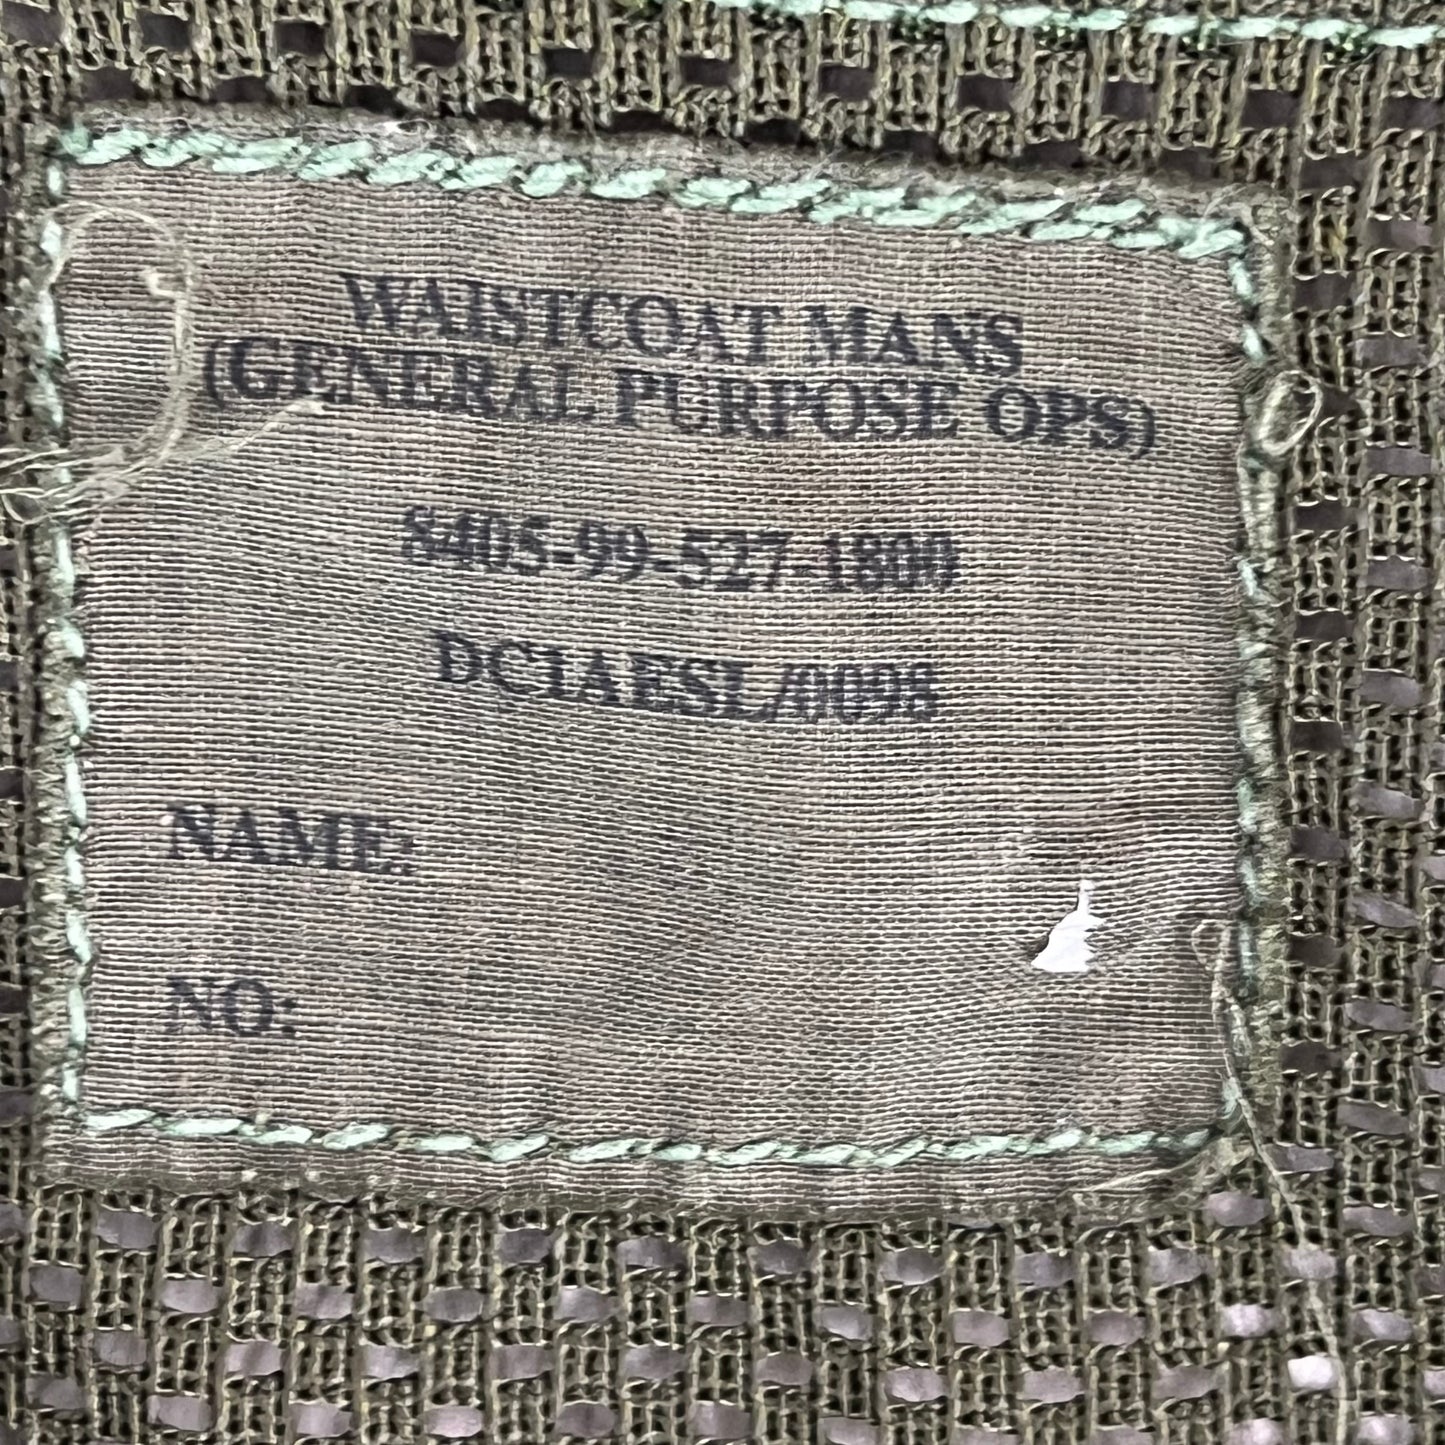 WAISTCOAT MANS
(GENERAL PURPOSE OPS)
8405-99-527-1800
DC1AESL/0098
NAME:
NO: